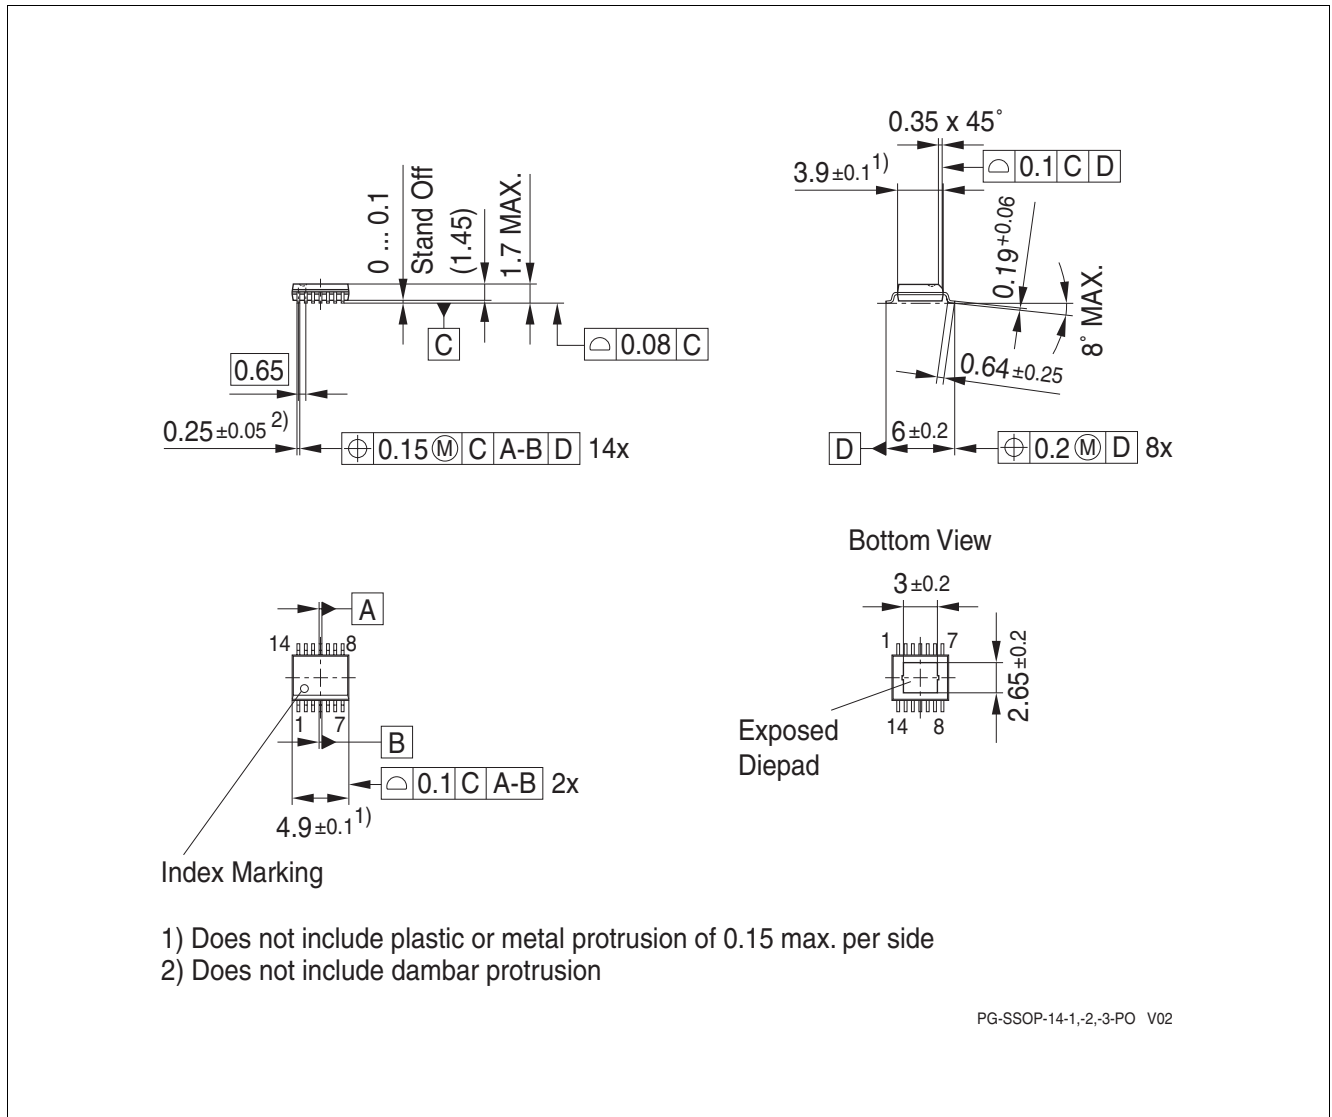 0 ... 0.1
Stand Off
(1.45)
1.7 MAX.
C
⌓ 0.08 C
0.65
0.25 ±0.05 2)
⌖ 0.15 Ⓜ C A-B D 14x
0.35 x 45˚
3.9 ±0.1 1)
⌓ 0.1 C D
0.19 +0.06
8˚ MAX.
0.64 ±0.25
D
6 ±0.2
⌖ 0.2 Ⓜ D 8x
A
14 8
1 7
B
⌓ 0.1 C A-B 2x
4.9 ±0.1 1)
Index Marking
Bottom View
3 ±0.2
1 7
2.65 ±0.2
14 8
Exposed
Diepad
1) Does not include plastic or metal protrusion of 0.15 max. per side
2) Does not include dambar protrusion
PG-SSOP-14-1,-2,-3-PO V02